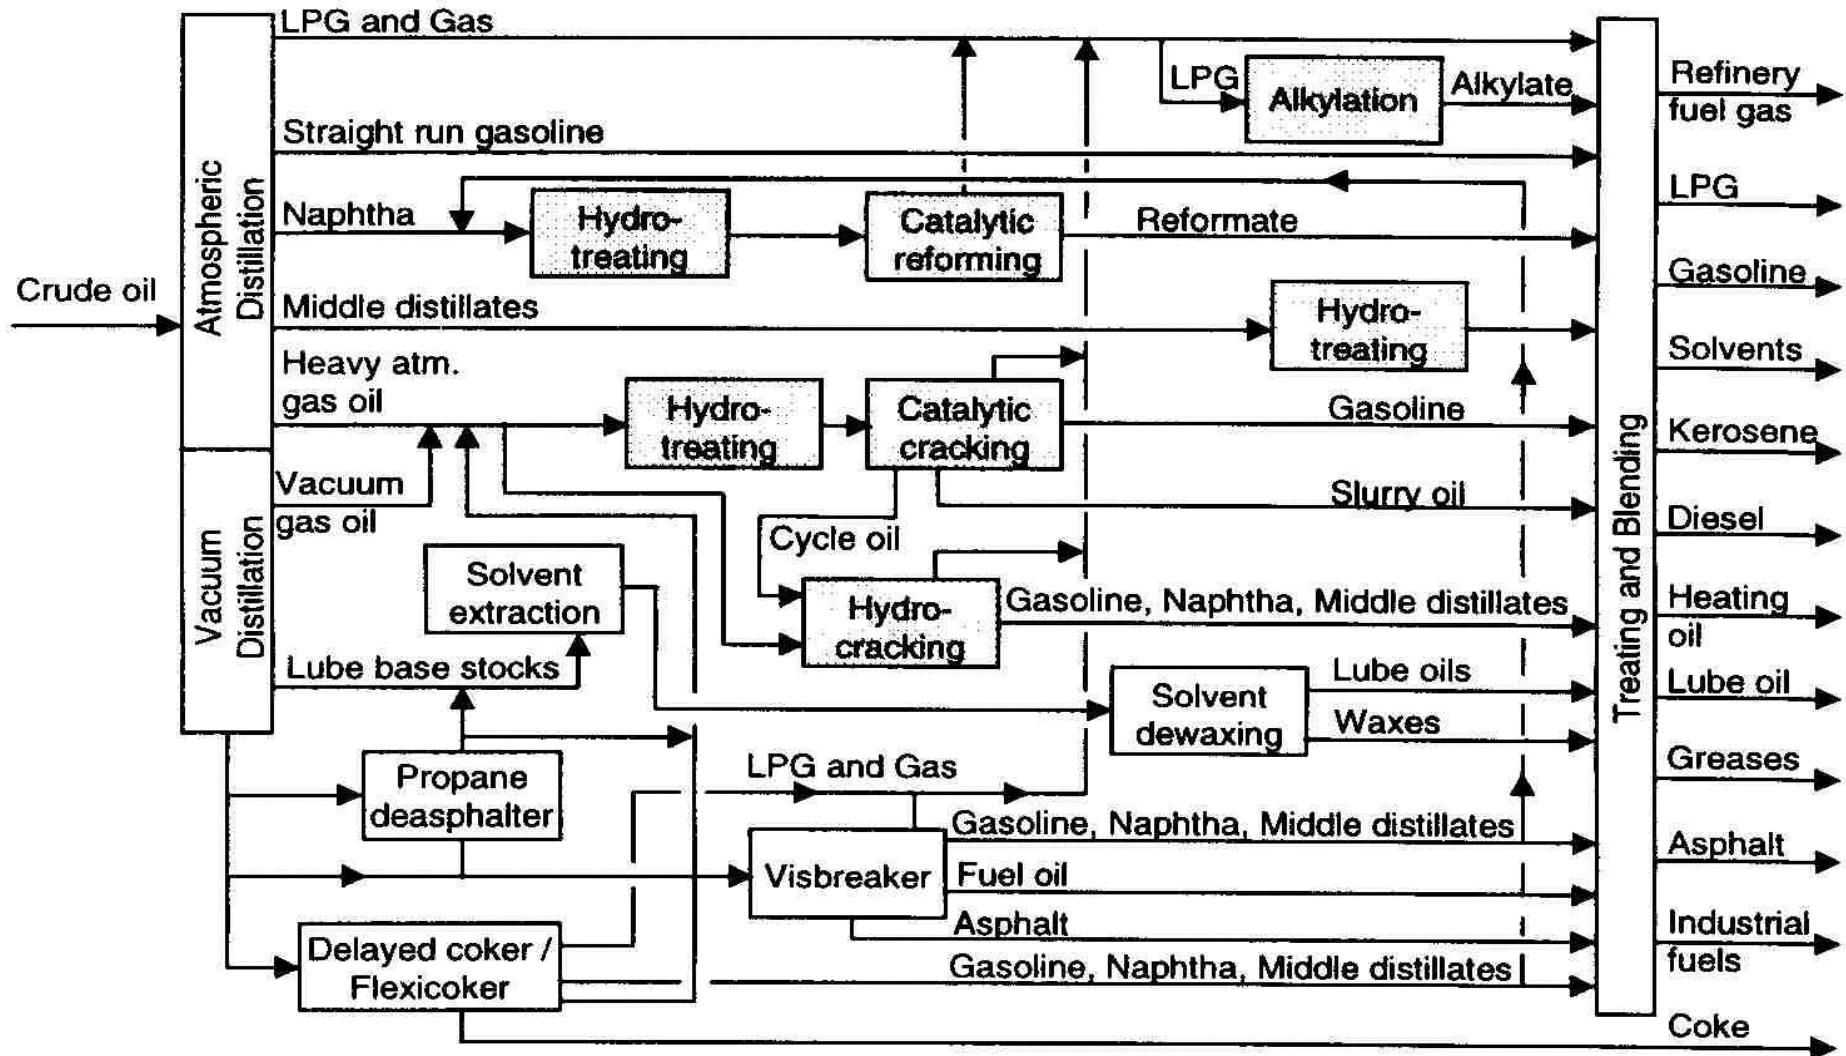 LPG and Gas
LPG
Alkylation
Alkylate
Refinery
fuel gas
Straight run gasoline
LPG
Naphtha
Hydro-
treating
Catalytic
reforming
Reformate
Gasoline
Crude oil
Atmospheric
Distillation
Middle distillates
Hydro-
treating
Solvents
Heavy atm.
gas oil
Hydro-
treating
Catalytic
cracking
Gasoline
Kerosene
Vacuum
gas oil
Slurry oil
Diesel
Cycle oil
Vacuum
Distillation
Solvent
extraction
Hydro-
cracking
Gasoline, Naphtha, Middle distillates
Heating
oil
Treating and Blending
Lube base stocks
Solvent
dewaxing
Lube oils
Waxes
Lube oil
Propane
deasphalter
LPG and Gas
Greases
Gasoline, Naphtha, Middle distillates
Asphalt
Visbreaker
Fuel oil
Asphalt
Industrial
fuels
Delayed coker /
Flexicoker
Gasoline, Naphtha, Middle distillates
Coke